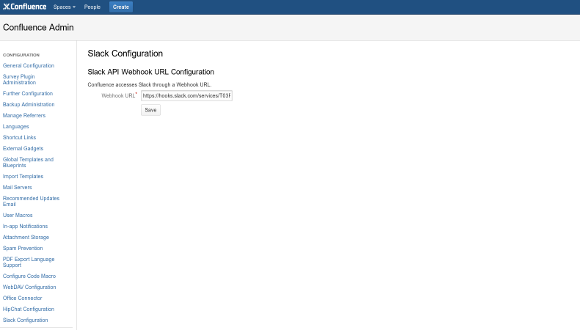 Confluence Spaces People Create
Confluence Admin
CONFIGURATION
General Configuration
Survey Plugin
Administration
Further Configuration
Backup Administration
Manage Referrers
Languages
Shortcut Links
External Gadgets
Global Templates and
Blueprints
Import Templates
Mail Servers
Recommended Updates
Email
User Macros
In-app Notifications
Attachment Storage
Spam Prevention
PDF Export Language
Support
Configure Code Macro
WebDAV Configuration
Office Connector
HipChat Configuration
Slack Configuration
Slack Configuration
Slack API Webhook URL Configuration
Confluence accesses Slack through a Webhook URL.
Webhook URL* https://hooks.slack.com/services/T03F
Save